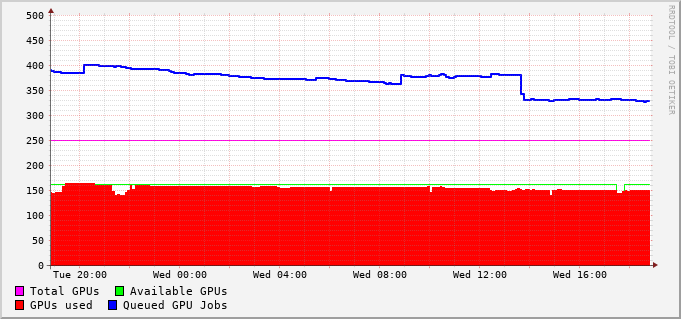 500
450
400
350
300
250
200
150
100
50
0
Tue 20:00 Wed 00:00 Wed 04:00 Wed 08:00 Wed 12:00 Wed 16:00
Total GPUs Available GPUs
GPUs used Queued GPU Jobs
RRDTOOL / TOBI OETIKER